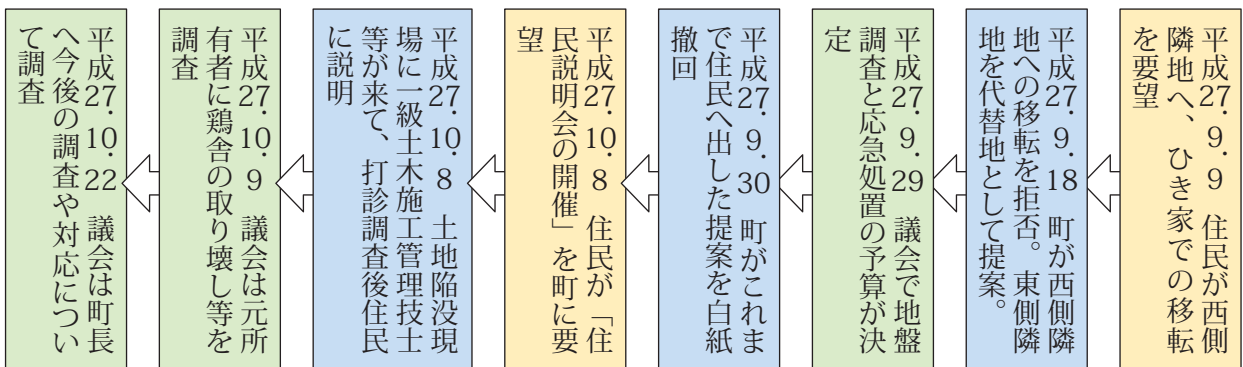 平成27.9.9　住民が西側
隣地へ、ひき家での移転
を要望
平成27.9.18　町が西側隣
地への移転を拒否。東側隣
地を代替地として提案。
平成27.9.29　議会で地盤
調査と応急処置の予算が決
定
平成27.9.30　町がこれま
で住民へ出した提案を白紙
撤回
平成27.10.8　住民が「住
民説明会の開催」を町に要
望
平成27.10.8　土地陥没現
場に一級土木施工管理技士
等が来て、打診調査後住民
に説明
平成27.10.9　議会は元所
有者に鶏舎の取り壊し等を
調査
平成27.10.22　議会は町長
へ今後の調査や対応につい
て調査